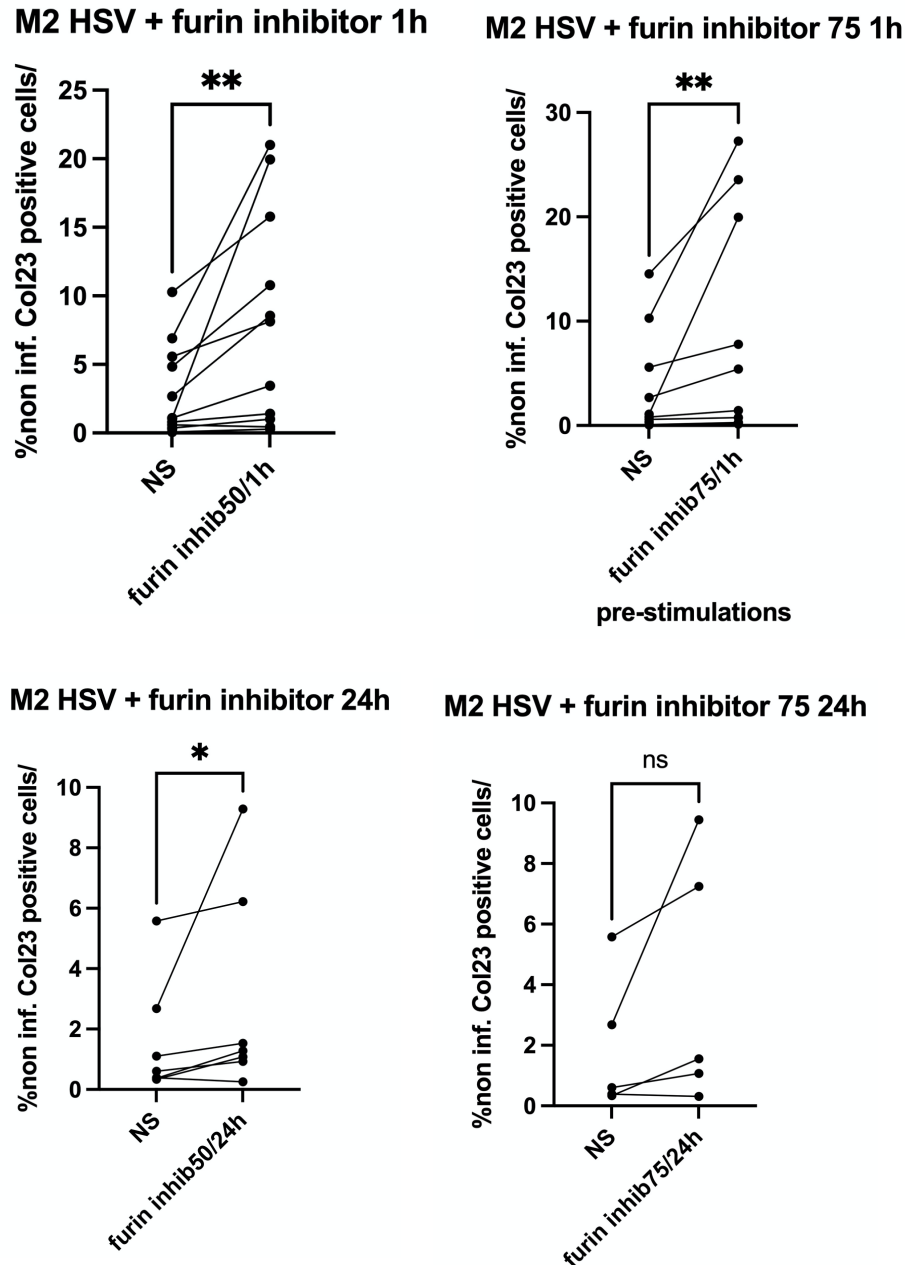 M2 HSV + furin inhibitor 1h
**
%non inf. Col23 positive cells/
25
20
15
10
5
0
NS
furin inhib50/1h
M2 HSV + furin inhibitor 75 1h
**
%non inf. Col23 positive cells/
30
20
10
0
NS
furin inhib75/1h
pre-stimulations
M2 HSV + furin inhibitor 24h
*
%non inf. Col23 positive cells/
10
8
6
4
2
0
NS
furin inhib50/24h
M2 HSV + furin inhibitor 75 24h
ns
%non inf. Col23 positive cells/
10
8
6
4
2
0
NS
furin inhib75/24h